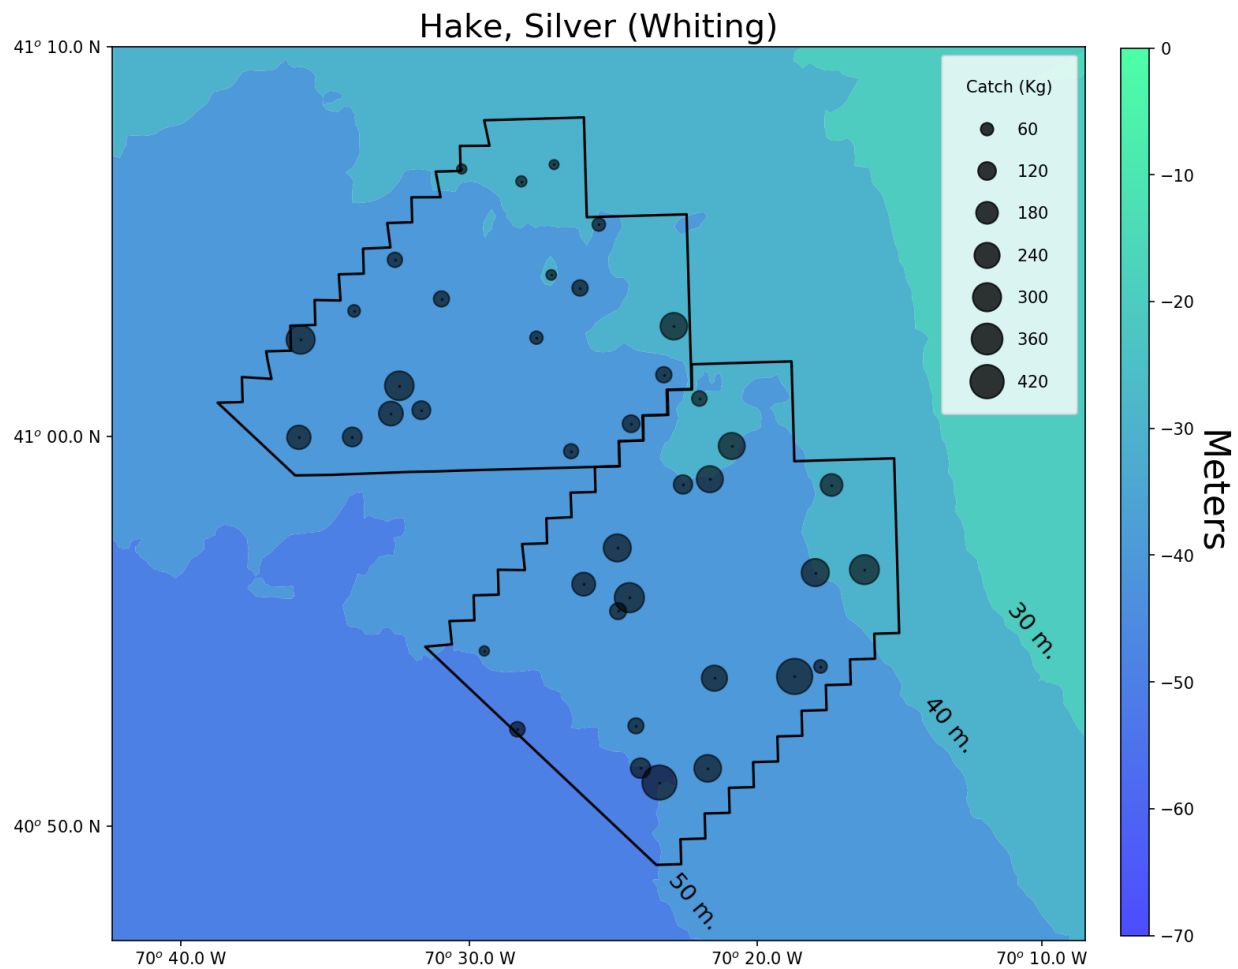 Hake, Silver (Whiting)
41° 10.0 N
41° 00.0 N
40° 50.0 N
70° 40.0 W
70° 30.0 W
70° 20.0 W
70° 10.0 W
Catch (Kg)
60
120
180
240
300
360
420
30 m.
40 m.
50 m.
0
−10
−20
−30
−40
−50
−60
−70
Meters